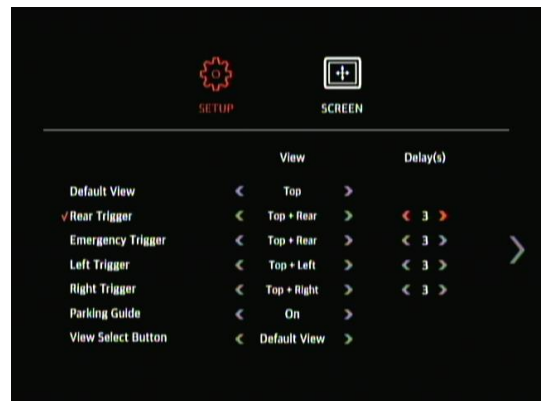 SETUP SCREEN
View Delay(s)
Default View < Top >
√ Rear Trigger < Top + Rear > < 3 >
Emergency Trigger < Top + Rear > < 3 >
Left Trigger < Top + Left > < 3 >
Right Trigger < Top + Right > < 3 >
Parking Guide < On >
View Select Button < Default View >